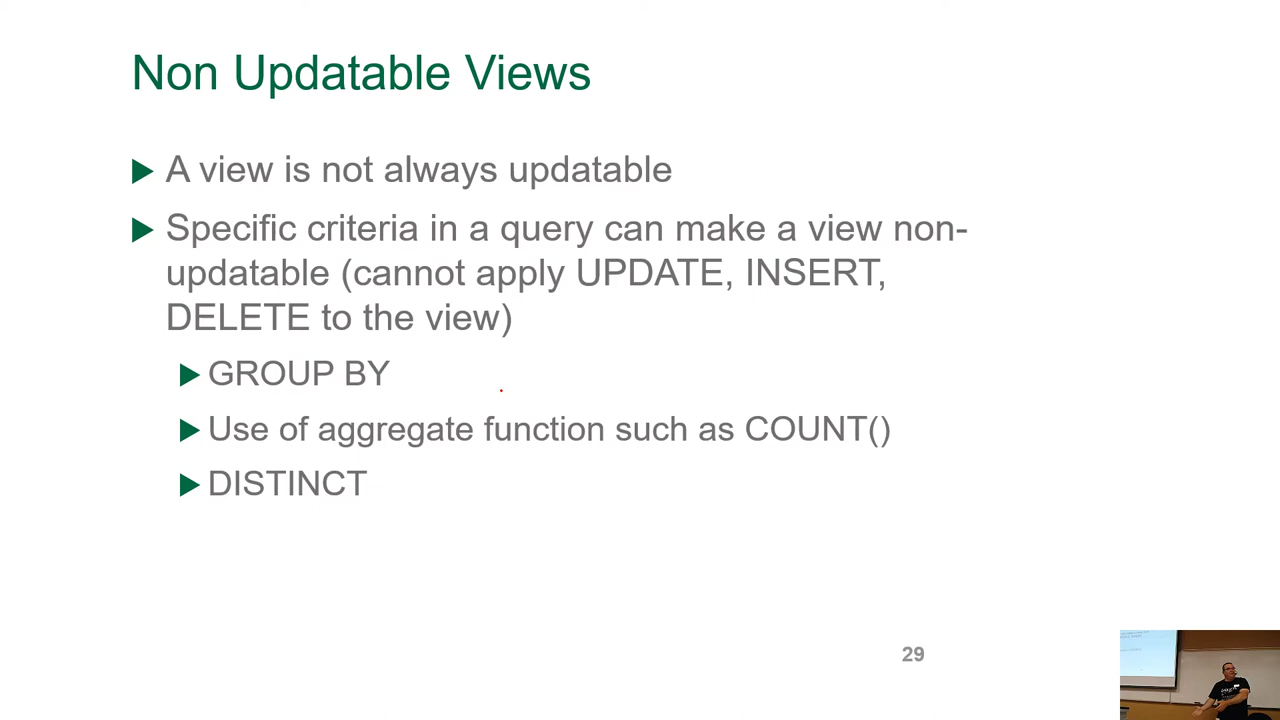 Non Updatable Views
A view is not always updatable
Specific criteria in a query can make a view non-
updatable (cannot apply UPDATE, INSERT,
DELETE to the view)
GROUP BY
Use of aggregate function such as COUNT()
DISTINCT
29